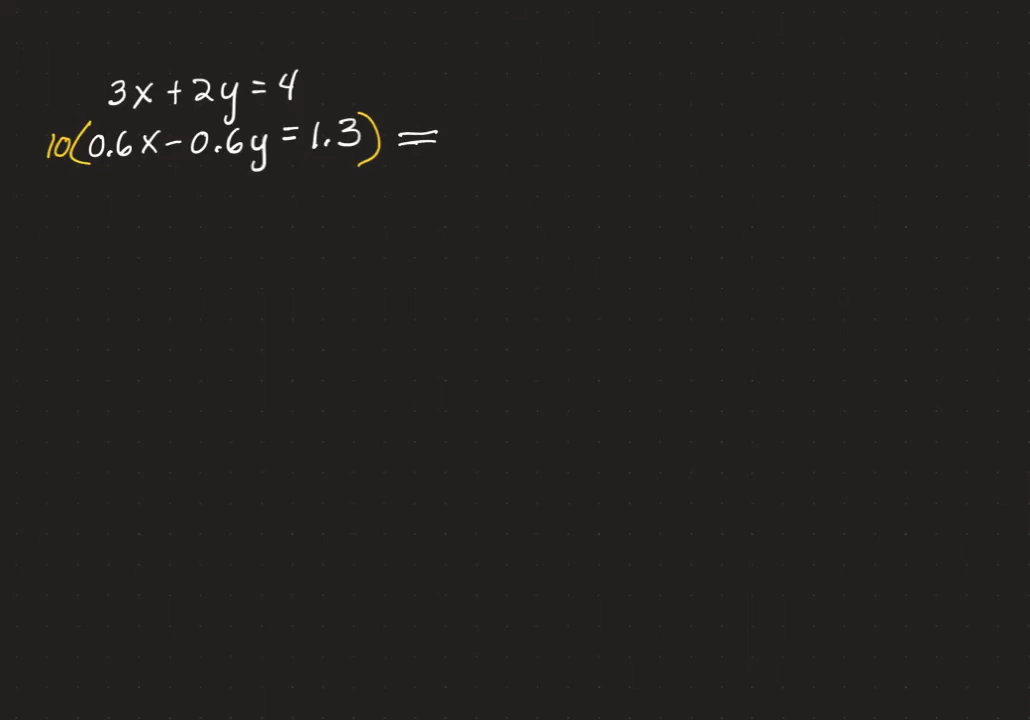 3x + 2y = 4
10(0.6x - 0.6y = 1.3) =